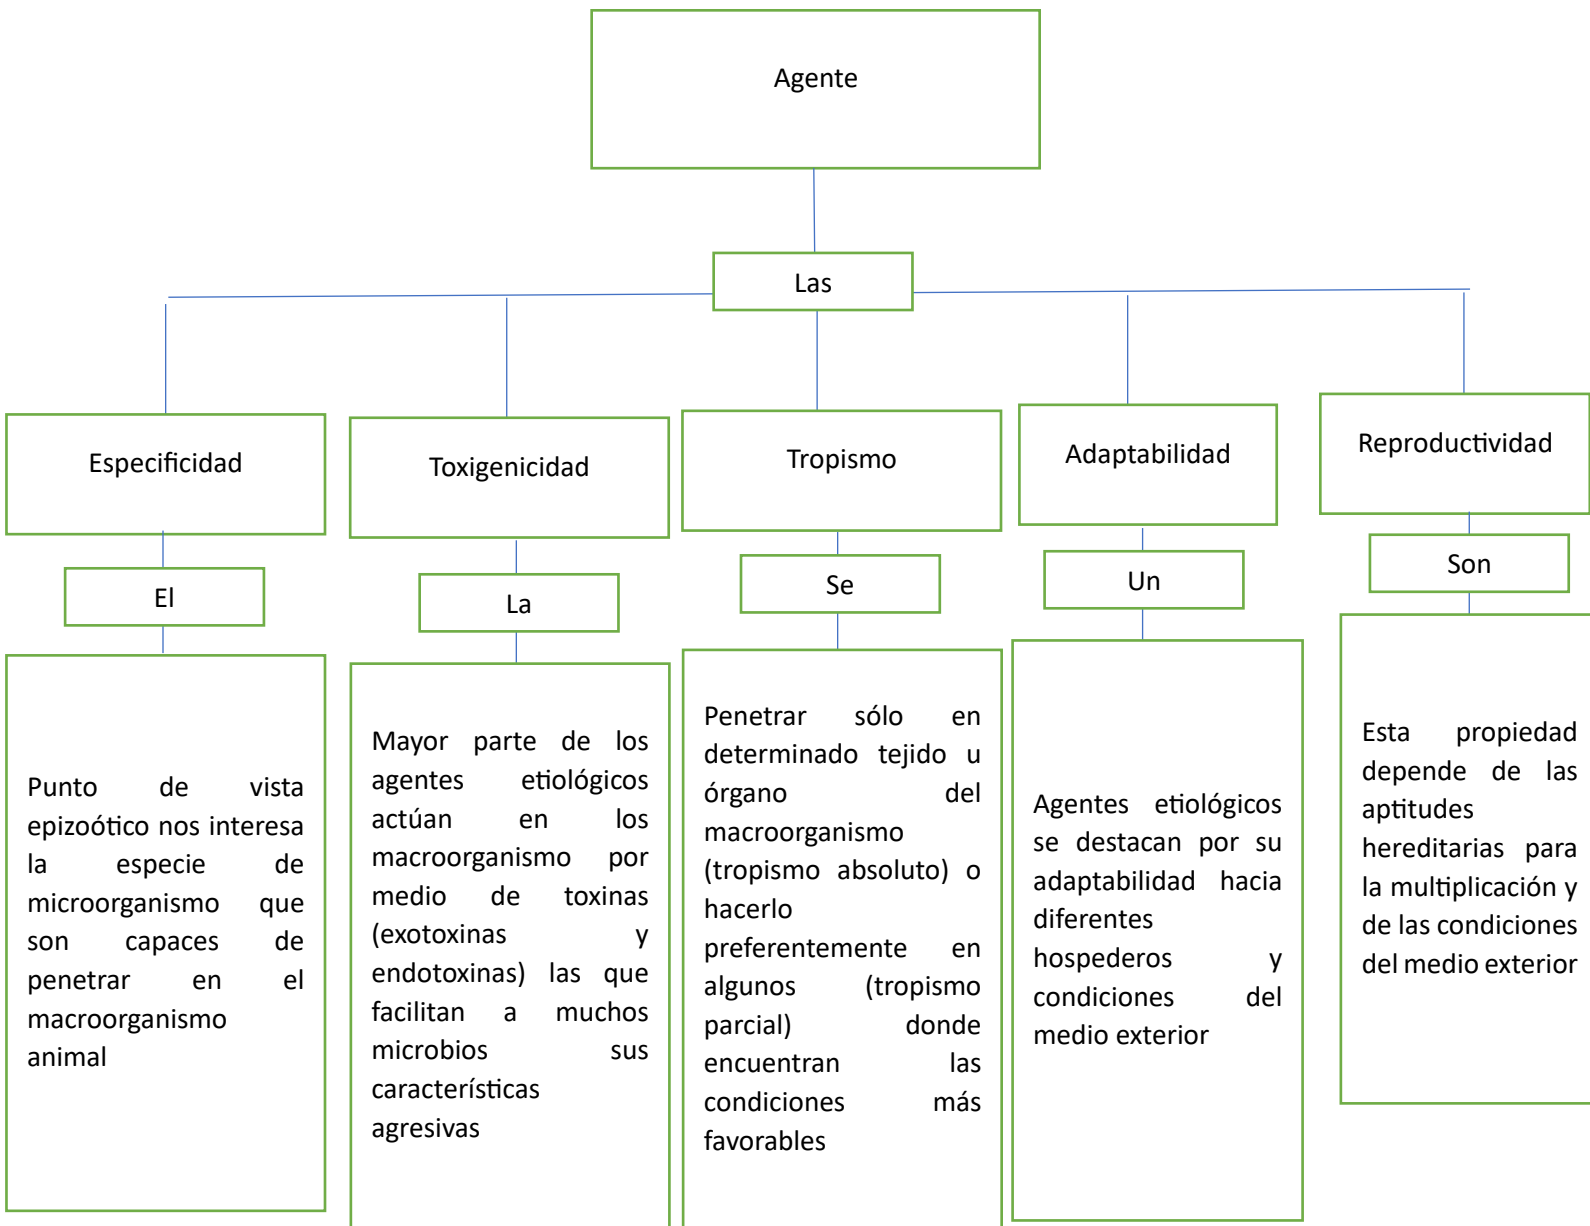 Agente
Las
Especificidad
Toxigenicidad
Tropismo
Adaptabilidad
Reproductividad
El
La
Se
Un
Son
Punto de vista
epizoótico nos interesa
la especie de
microorganismo que
son capaces de
penetrar en el
macroorganismo
animal
Mayor parte de los
agentes etiológicos
actúan en los
macroorganismo por
medio de toxinas
(exotoxinas y
endotoxinas) las que
facilitan a muchos
microbios sus
características
agresivas
Penetrar sólo en
determinado tejido u
órgano del
macroorganismo
(tropismo absoluto) o
hacerlo
preferentemente en
algunos (tropismo
parcial) donde
encuentran las
condiciones más
favorables
Agentes etiológicos
se destacan por su
adaptabilidad hacia
diferentes
hospederos y
condiciones del
medio exterior
Esta propiedad
depende de las
aptitudes
hereditarias para
la multiplicación y
de las condiciones
del medio exterior